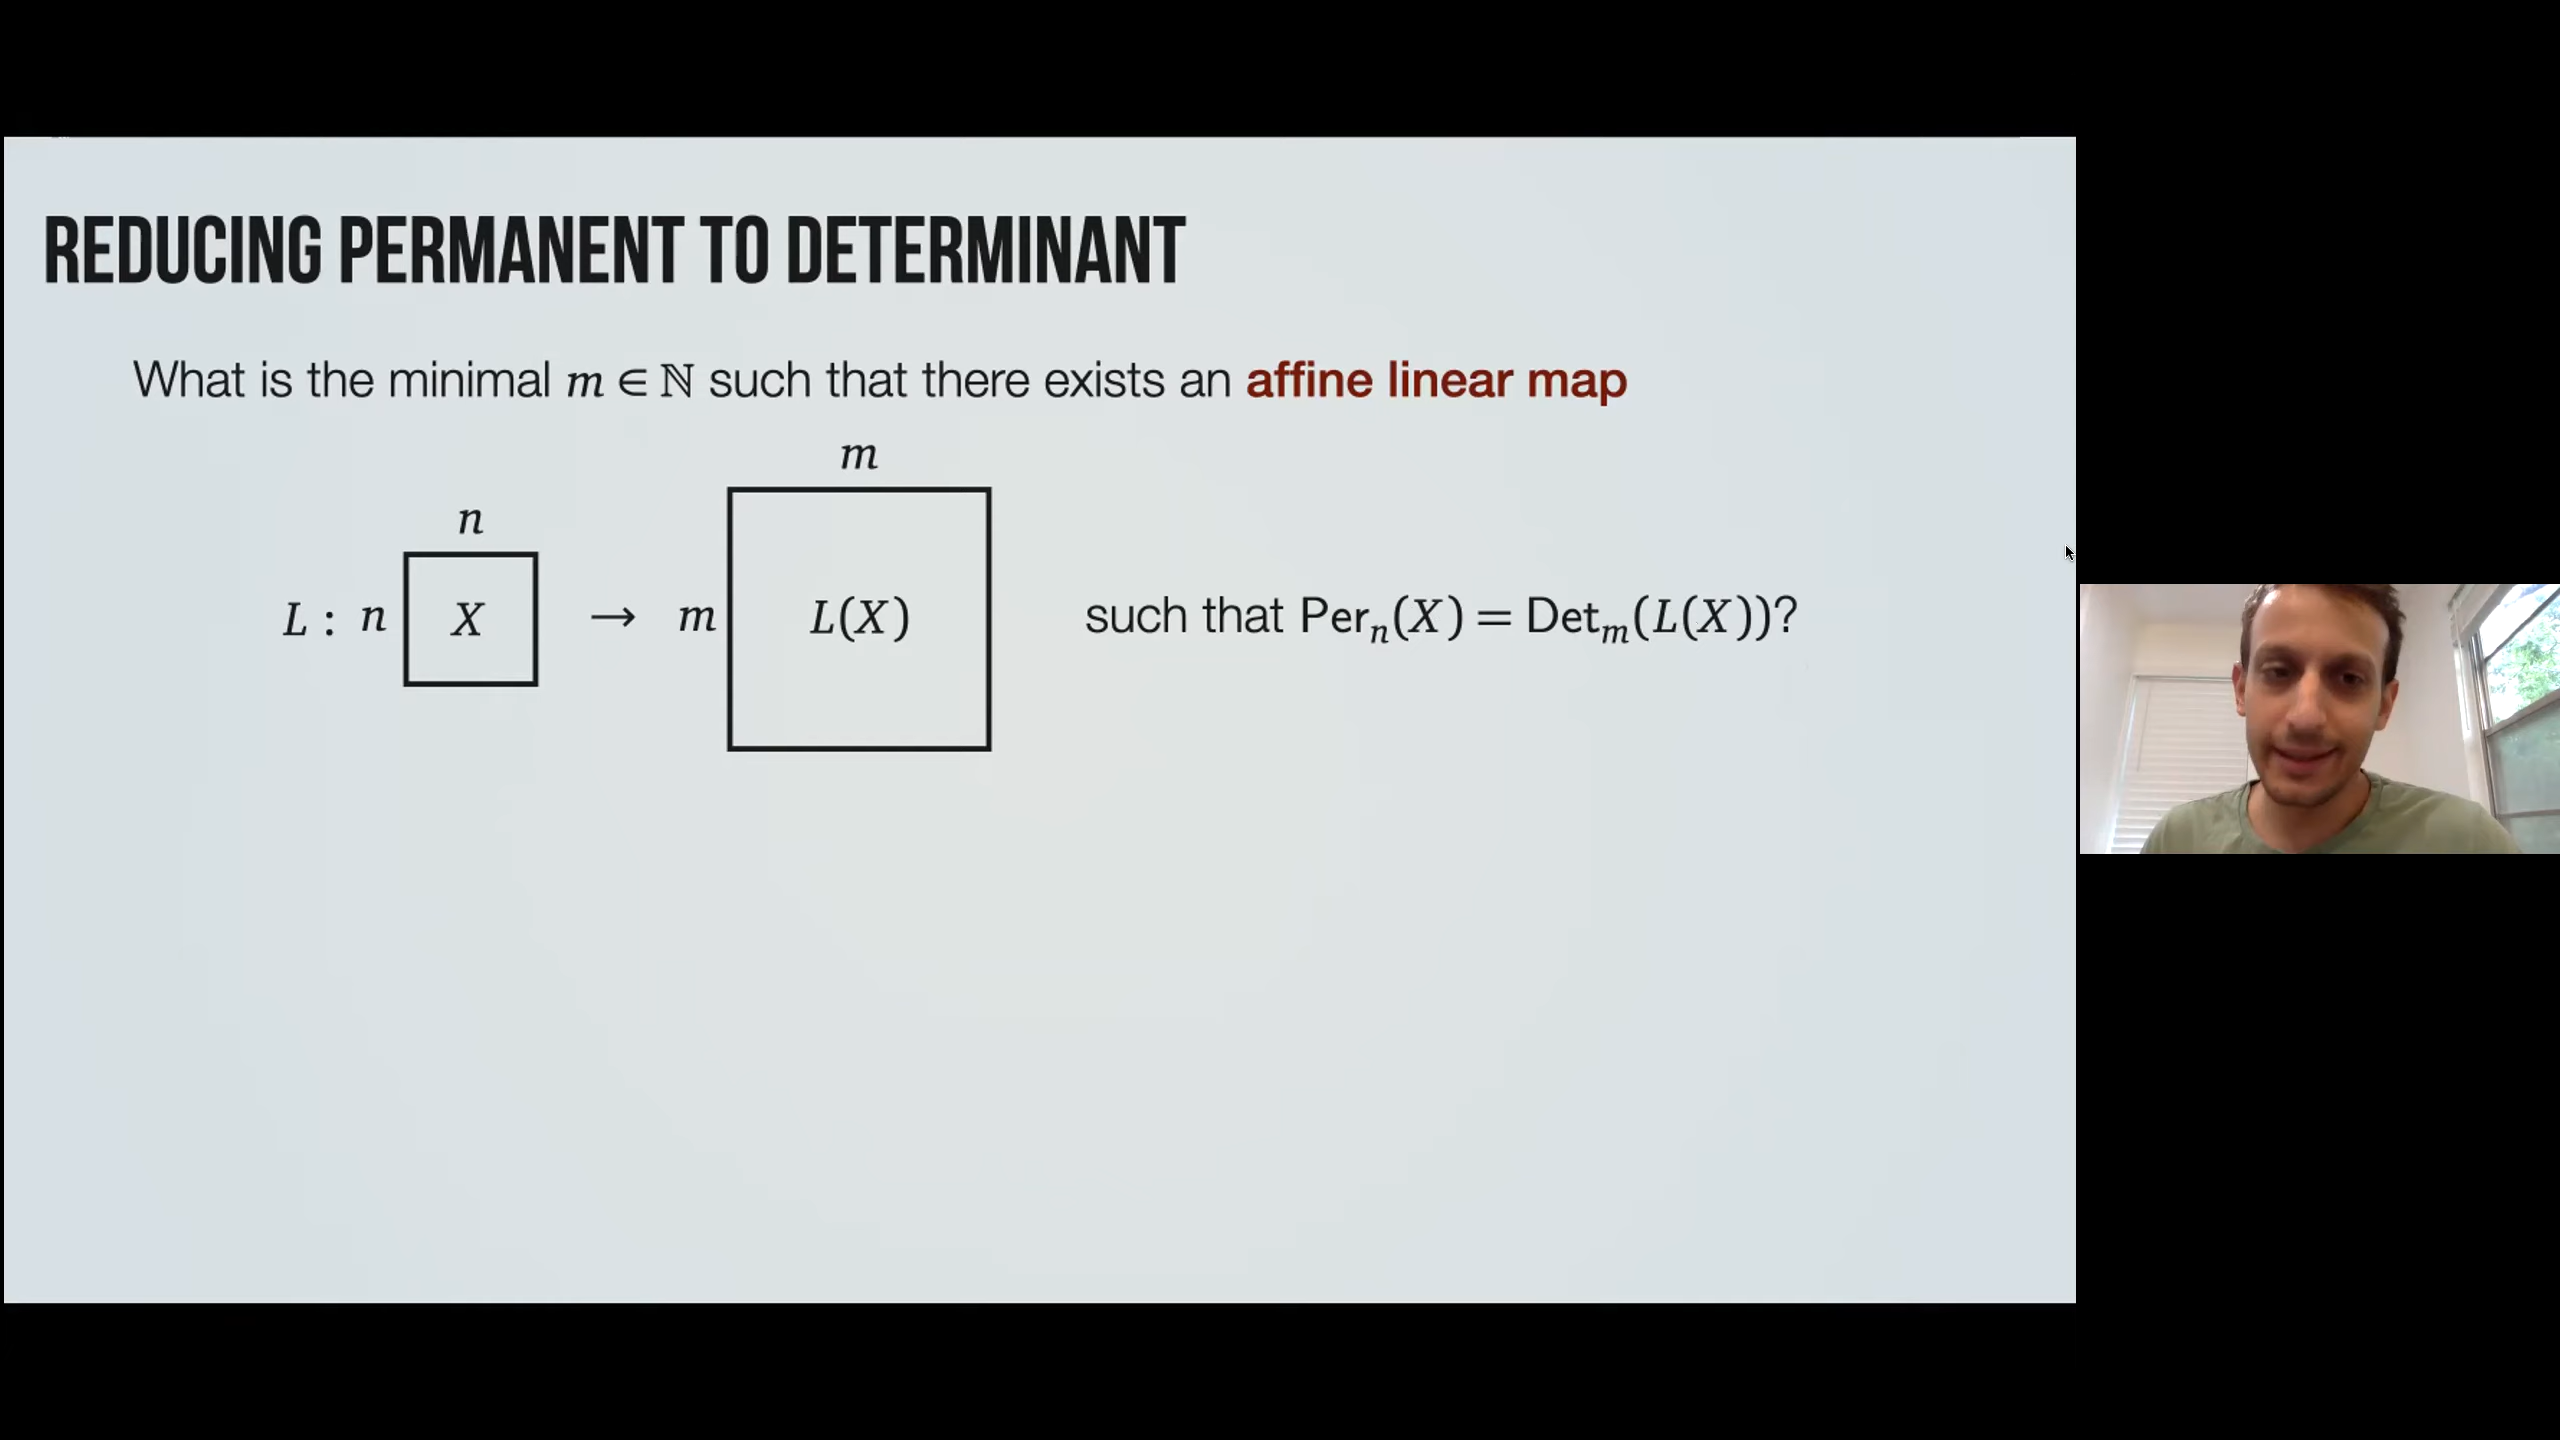 REDUCING PERMANENT TO DETERMINANT
What is the minimal m ∈ ℕ such that there exists an affine linear map
m
n
L : n X → m L(X) such that Perₙ(X) = Detₘ(L(X))?